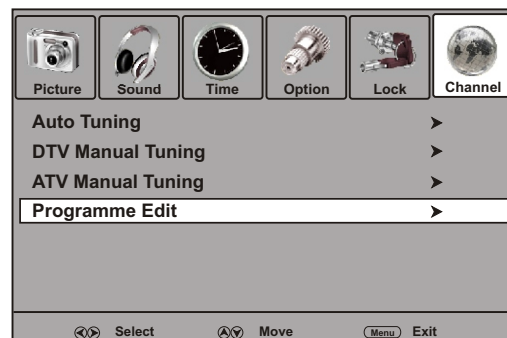 Picture Sound Time Option Lock Channel
Auto Tuning
DTV Manual Tuning
ATV Manual Tuning
Programme Edit
Select Move Menu Exit